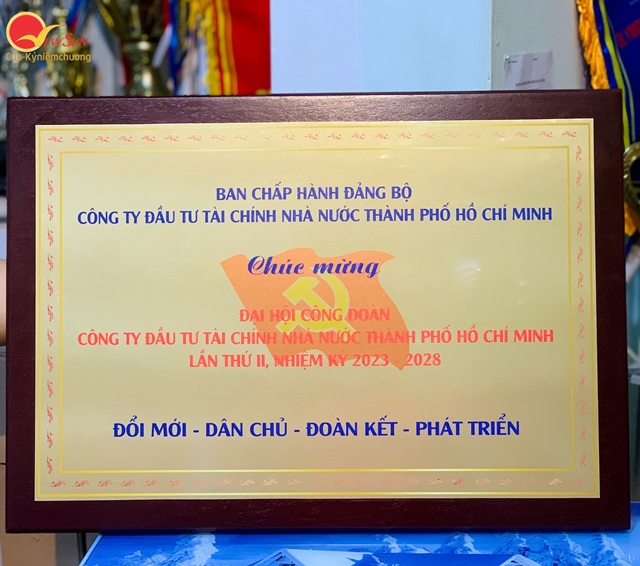 Cúp-Kỷniệmchương
BAN CHẤP HÀNH ĐẢNG BỘ
CÔNG TY ĐẦU TƯ TÀI CHÍNH NHÀ NƯỚC THÀNH PHỐ HỒ CHÍ MINH
Chúc mừng
ĐẠI HỘI CÔNG ĐOÀN
CÔNG TY ĐẦU TƯ TÀI CHÍNH NHÀ NƯỚC THÀNH PHỐ HỒ CHÍ MINH
LẦN THỨ II, NHIỆM KỲ 2023 - 2028
ĐỔI MỚI - DÂN CHỦ - ĐOÀN KẾT - PHÁT TRIỂN